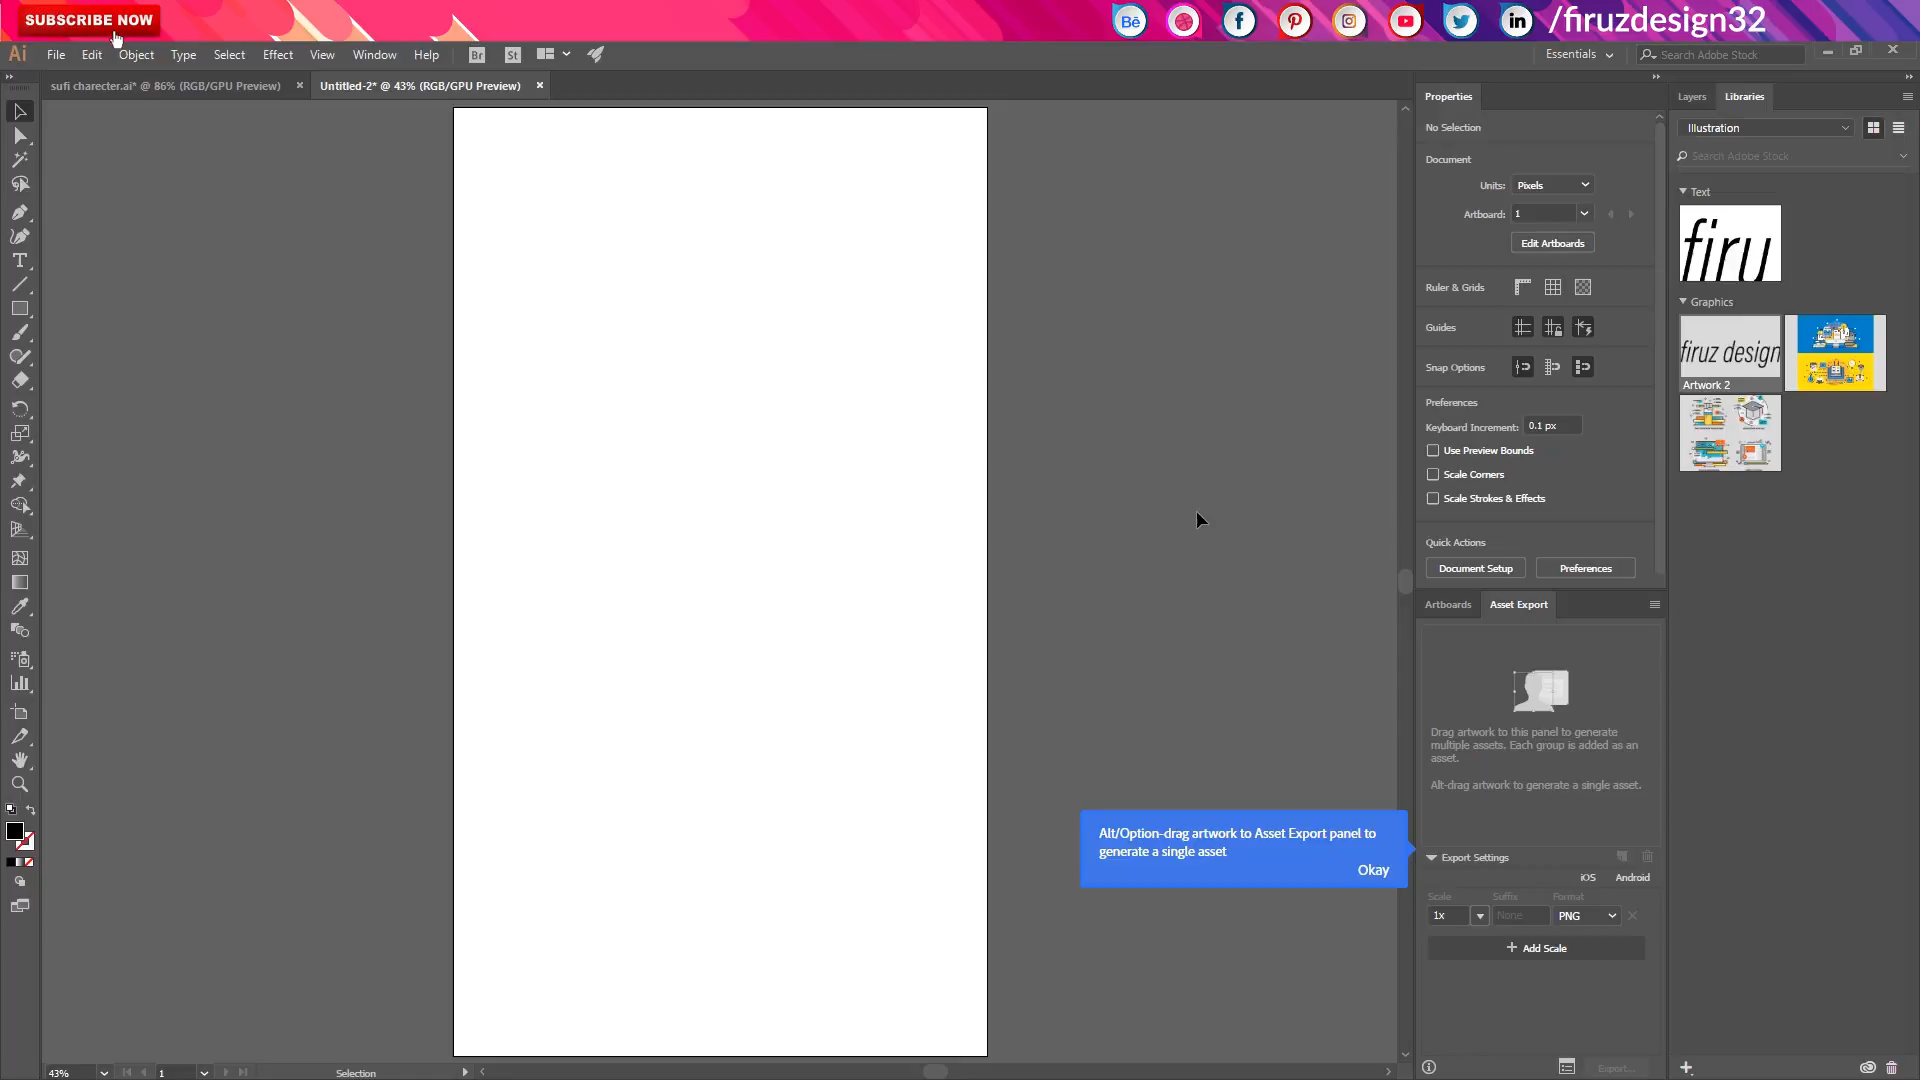 SUBSCRIBE NOW
/firuzdesign32
Ai File Edit Object Type Select Effect View Window Help Br St
Essentials
Search Adobe Stock
sufi charecter.ai* @ 86% (RGB/GPU Preview)
Untitled-2* @ 43% (RGB/GPU Preview)
Properties
No Selection
Document
Units: Pixels
Artboard: 1
Edit Artboards
Ruler & Grids
Guides
Snap Options
Preferences
Keyboard Increment: 0.1 px
Use Preview Bounds
Scale Corners
Scale Strokes & Effects
Quick Actions
Document Setup
Preferences
Artboards
Asset Export
Drag artwork to this panel to generate
multiple assets. Each group is added as an
asset.
Alt-drag artwork to generate a single asset.
Alt/Option-drag artwork to Asset Export panel to
generate a single asset
Okay
Export Settings
iOS
Android
Scale
Suffix
Format
1x
None
PNG
+ Add Scale
Export...
Layers
Libraries
Illustration
Search Adobe Stock
Text
firu
Graphics
firuz design
Artwork 2
43%
1
Selection